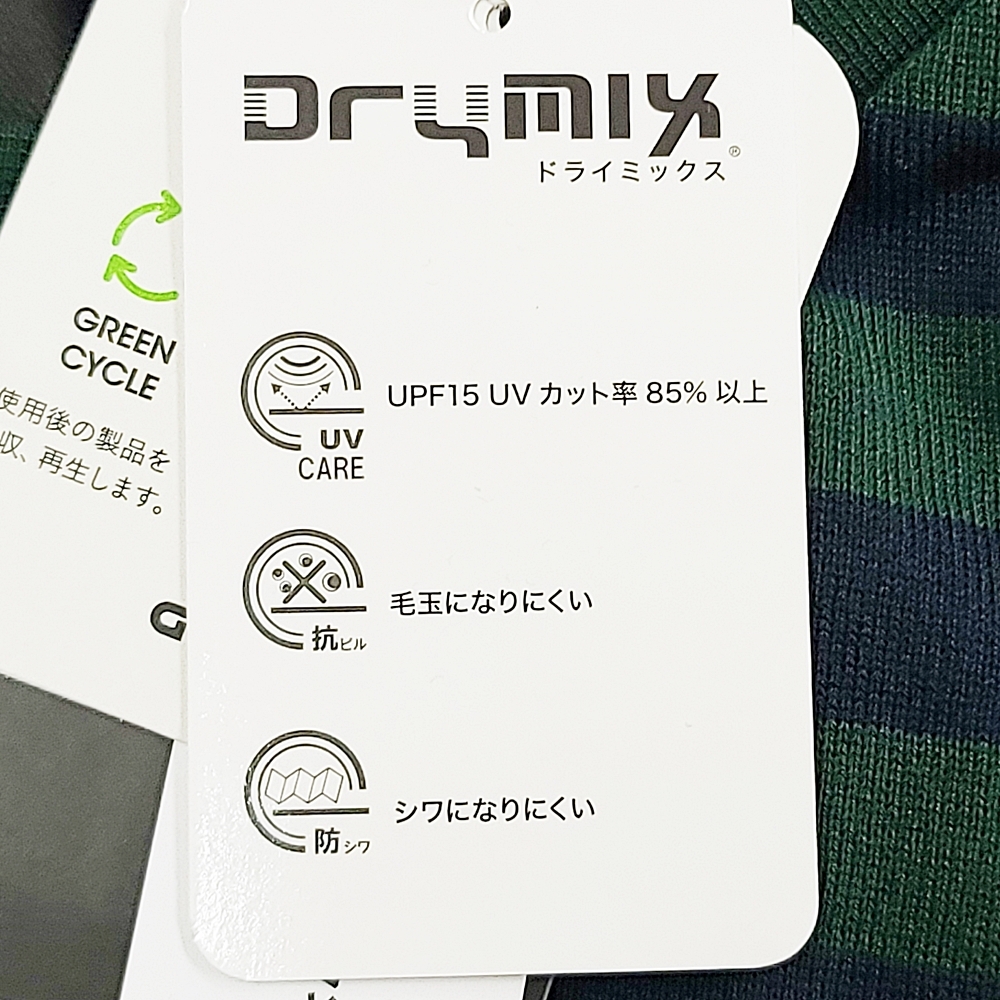 DryMIX®
ドライミックス
UPF15 UV カット率 85% 以上
UV
CARE
毛玉になりにくい
抗ピル
シワになりにくい
防シワ
GREEN
CYCLE
使用後の製品を
収、再生します。
G